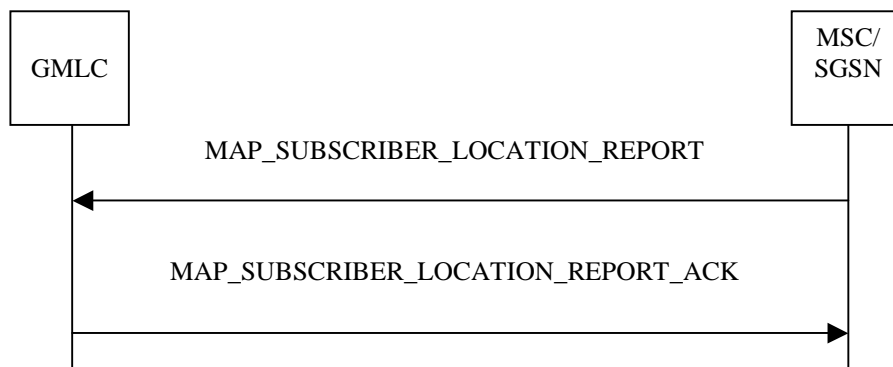 GMLC
MSC/
SGSN
MAP_SUBSCRIBER_LOCATION_REPORT
MAP_SUBSCRIBER_LOCATION_REPORT_ACK